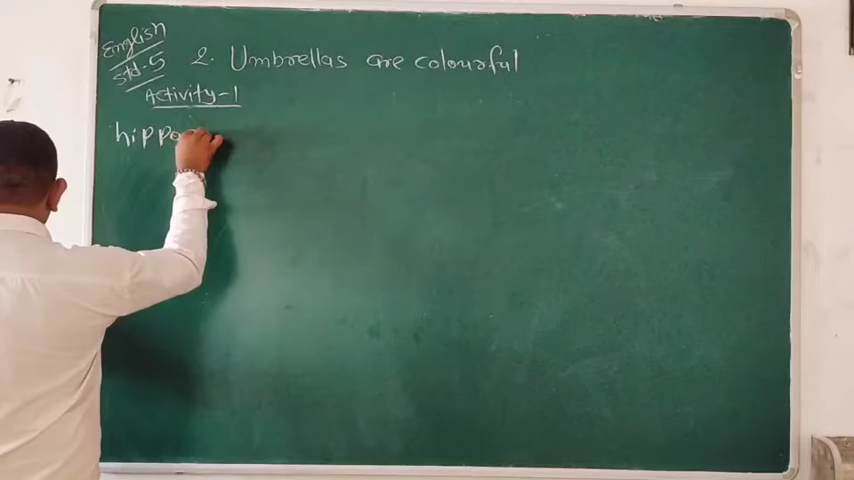 English
Std-5
2. Umbrellas are colourful
Activity-1
hippo